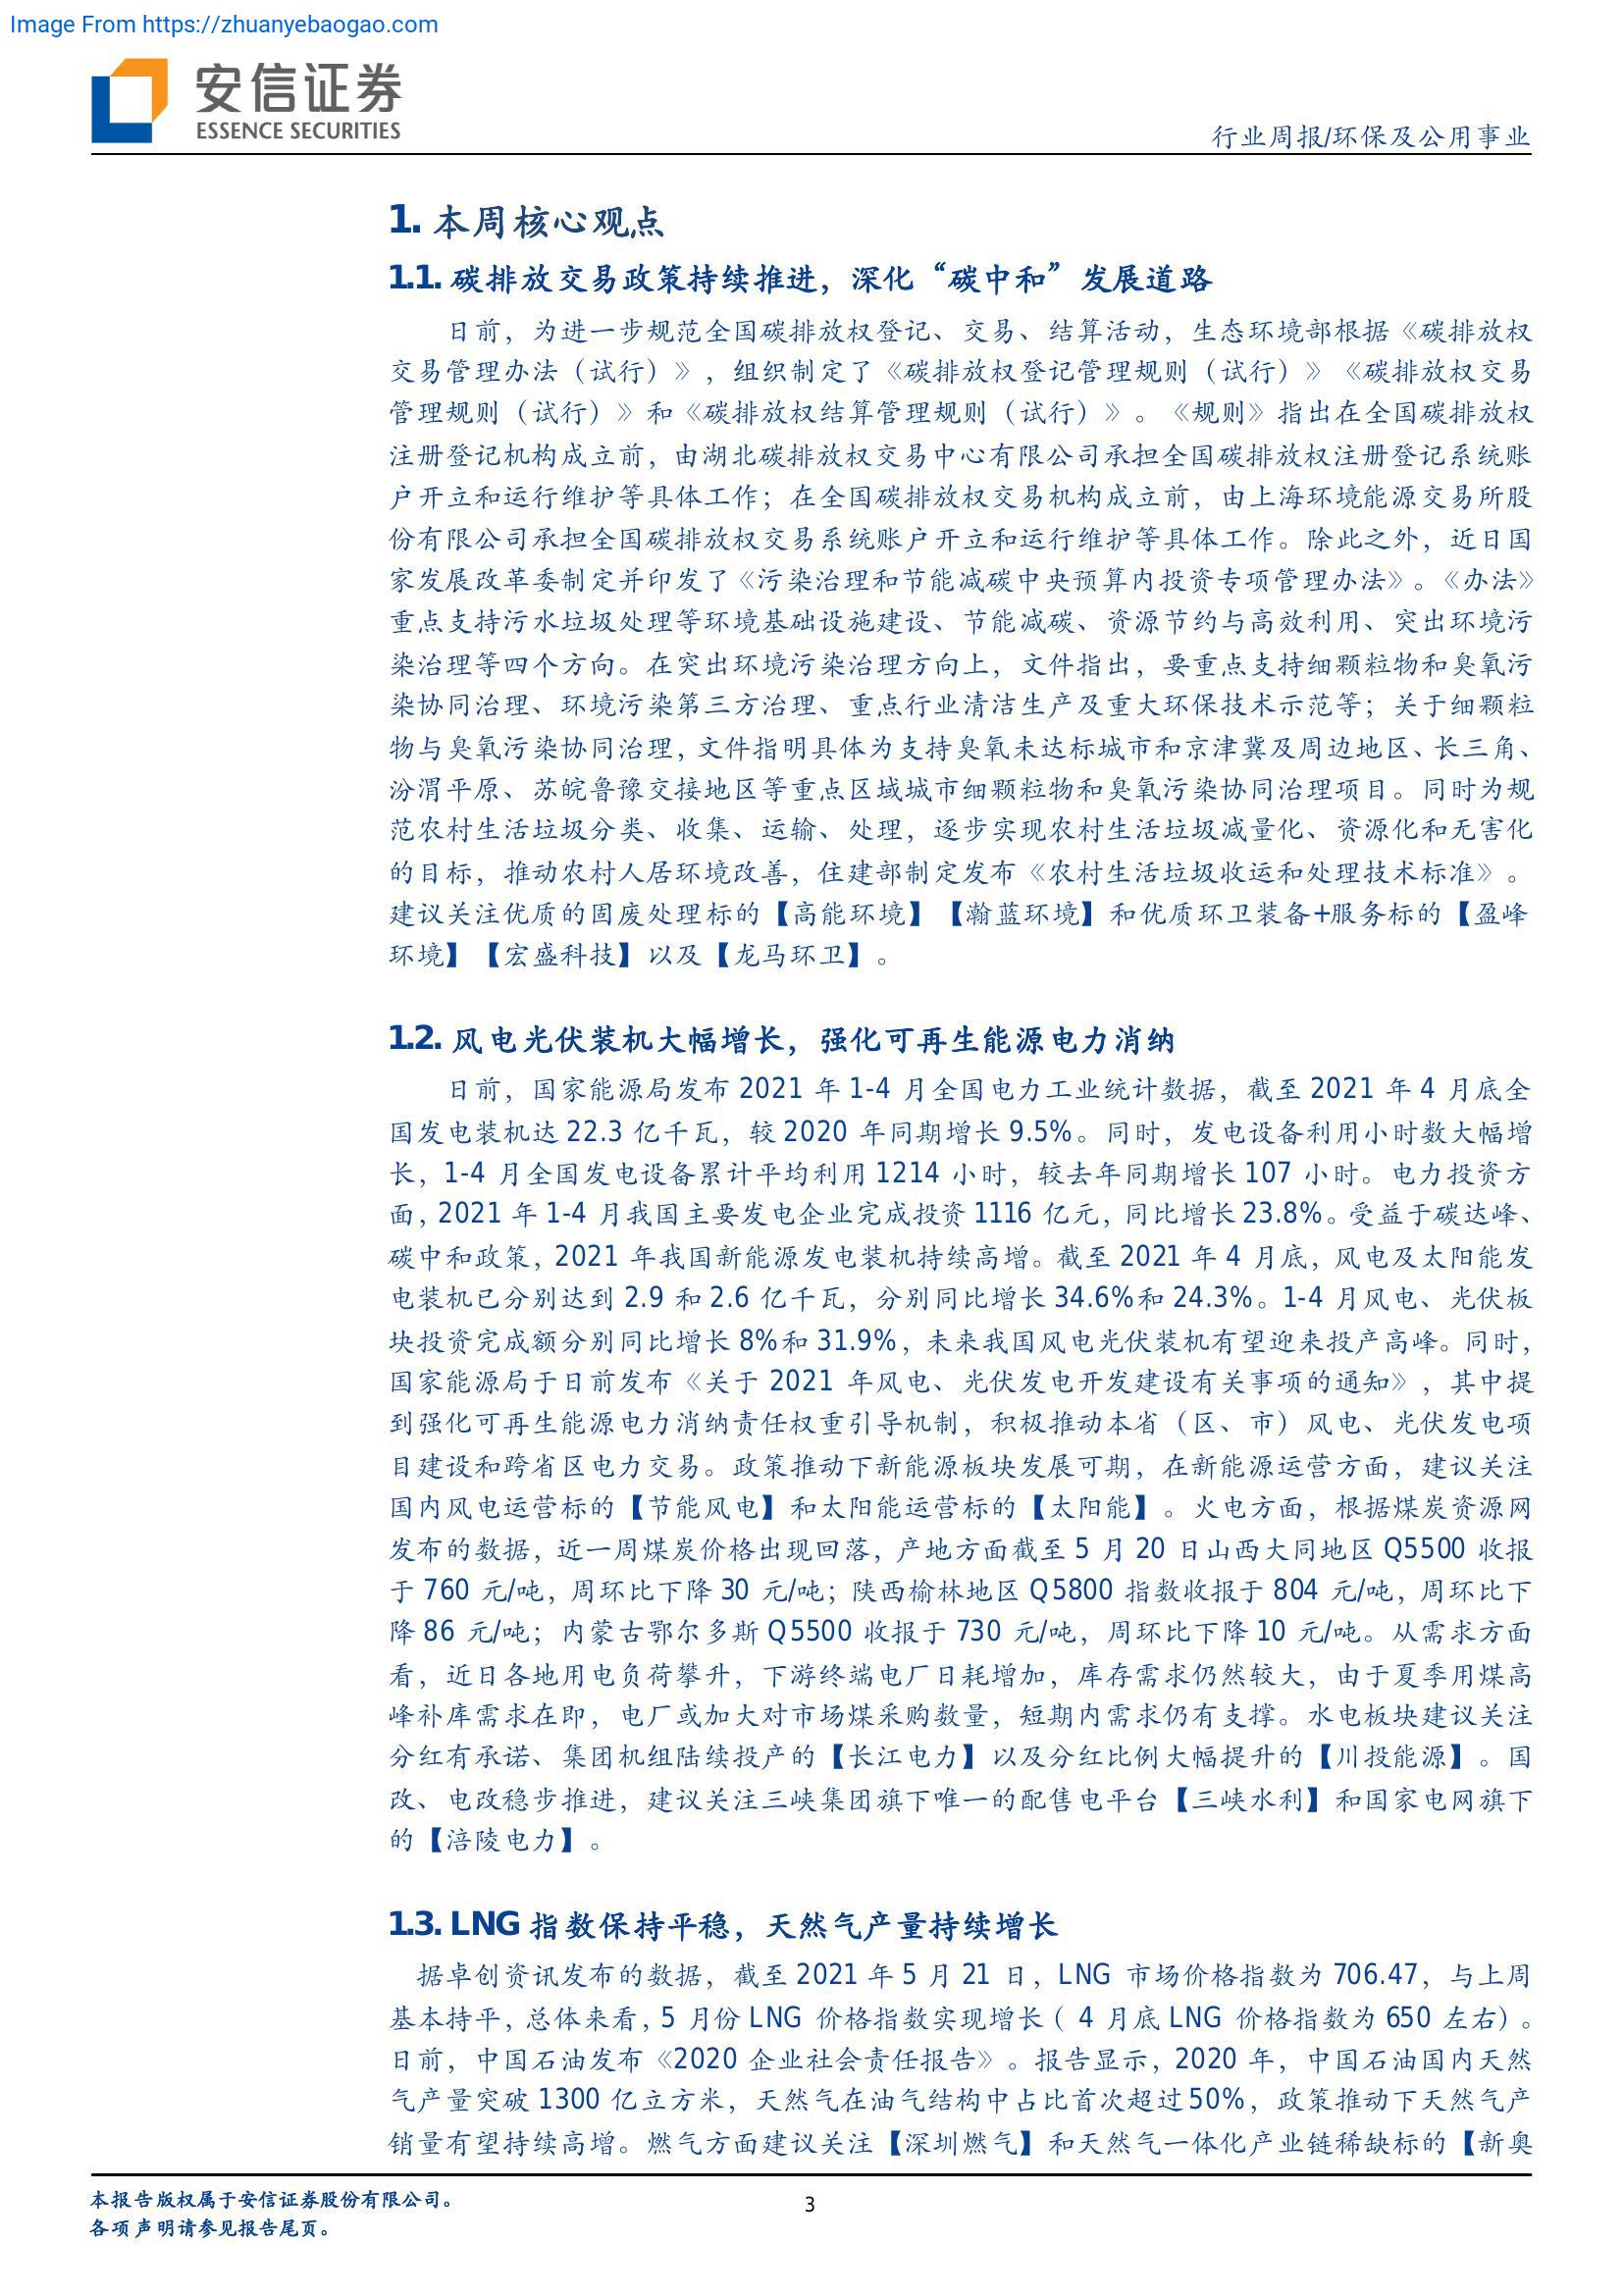 Image From https://zhuanyebaogao.com
安信证券
ESSENCE SECURITIES
行业周报/环保及公用事业
1. 本周核心观点
1.1. 碳排放交易政策持续推进，深化“碳中和”发展道路
日前，为进一步规范全国碳排放权登记、交易、结算活动，生态环境部根据《碳排放权
交易管理办法（试行）》，组织制定了《碳排放权登记管理规则（试行）》《碳排放权交易
管理规则（试行）》和《碳排放权结算管理规则（试行）》。《规则》指出在全国碳排放权
注册登记机构成立前，由湖北碳排放权交易中心有限公司承担全国碳排放权注册登记系统账
户开立和运行维护等具体工作；在全国碳排放权交易机构成立前，由上海环境能源交易所股
份有限公司承担全国碳排放权交易系统账户开立和运行维护等具体工作。除此之外，近日国
家发展改革委制定并印发了《污染治理和节能减碳中央预算内投资专项管理办法》。《办法》
重点支持污水垃圾处理等环境基础设施建设、节能减碳、资源节约与高效利用、突出环境污
染治理等四个方向。在突出环境污染治理方向上，文件指出，要重点支持细颗粒物和臭氧污
染协同治理、环境污染第三方治理、重点行业清洁生产及重大环保技术示范等；关于细颗粒
物与臭氧污染协同治理，文件指明具体为支持臭氧未达标城市和京津冀及周边地区、长三角、
汾渭平原、苏皖鲁豫交接地区等重点区域城市细颗粒物和臭氧污染协同治理项目。同时为规
范农村生活垃圾分类、收集、运输、处理，逐步实现农村生活垃圾减量化、资源化和无害化
的目标，推动农村人居环境改善，住建部制定发布《农村生活垃圾收运和处理技术标准》。
建议关注优质的固废处理标的【高能环境】【瀚蓝环境】和优质环卫装备+服务标的【盈峰
环境】【宏盛科技】以及【龙马环卫】。
1.2. 风电光伏装机大幅增长，强化可再生能源电力消纳
日前，国家能源局发布 2021 年 1-4 月全国电力工业统计数据，截至 2021 年 4 月底全
国发电装机达 22.3 亿千瓦，较 2020 年同期增长 9.5%。同时，发电设备利用小时数大幅增
长，1-4 月全国发电设备累计平均利用 1214 小时，较去年同期增长 107 小时。电力投资方
面，2021 年 1-4 月我国主要发电企业完成投资 1116 亿元，同比增长 23.8%。受益于碳达峰、
碳中和政策，2021 年我国新能源发电装机持续高增。截至 2021 年 4 月底，风电及太阳能发
电装机已分别达到 2.9 和 2.6 亿千瓦，分别同比增长 34.6%和 24.3%。1-4 月风电、光伏板
块投资完成额分别同比增长 8%和 31.9%，未来我国风电光伏装机有望迎来投产高峰。同时，
国家能源局于日前发布《关于 2021 年风电、光伏发电开发建设有关事项的通知》，其中提
到强化可再生能源电力消纳责任权重引导机制，积极推动本省（区、市）风电、光伏发电项
目建设和跨省区电力交易。政策推动下新能源板块发展可期，在新能源运营方面，建议关注
国内风电运营标的【节能风电】和太阳能运营标的【太阳能】。火电方面，根据煤炭资源网
发布的数据，近一周煤炭价格出现回落，产地方面截至 5 月 20 日山西大同地区 Q5500 收报
于 760 元/吨，周环比下降 30 元/吨；陕西榆林地区 Q5800 指数收报于 804 元/吨，周环比下
降 86 元/吨；内蒙古鄂尔多斯 Q5500 收报于 730 元/吨，周环比下降 10 元/吨。从需求方面
看，近日各地用电负荷攀升，下游终端电厂日耗增加，库存需求仍然较大，由于夏季用煤高
峰补库需求在即，电厂或加大对市场煤采购数量，短期内需求仍有支撑。水电板块建议关注
分红有承诺、集团机组陆续投产的【长江电力】以及分红比例大幅提升的【川投能源】。国
改、电改稳步推进，建议关注三峡集团旗下唯一的配售电平台【三峡水利】和国家电网旗下
的【涪陵电力】。
1.3. LNG 指数保持平稳，天然气产量持续增长
据卓创资讯发布的数据，截至 2021 年 5 月 21 日，LNG 市场价格指数为 706.47，与上周
基本持平，总体来看，5 月份 LNG 价格指数实现增长（ 4 月底 LNG 价格指数为 650 左右）。
日前，中国石油发布《2020 企业社会责任报告》。报告显示，2020 年，中国石油国内天然
气产量突破 1300 亿立方米，天然气在油气结构中占比首次超过 50%，政策推动下天然气产
销量有望持续高增。燃气方面建议关注【深圳燃气】和天然气一体化产业链稀缺标的【新奥
本报告版权属于安信证券股份有限公司。
各项声明请参见报告尾页。
3